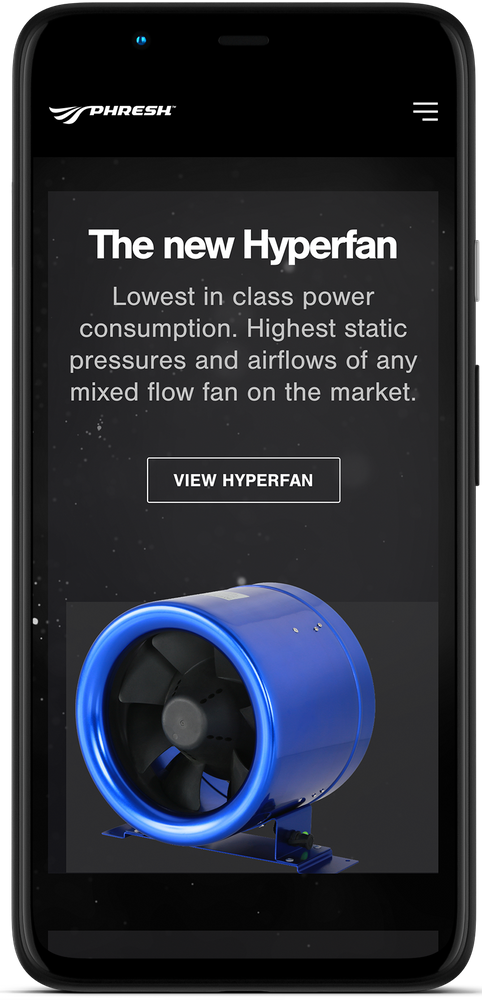 PHRESH™
The new Hyperfan
Lowest in class power
consumption. Highest static
pressures and airflows of any
mixed flow fan on the market.
VIEW HYPERFAN